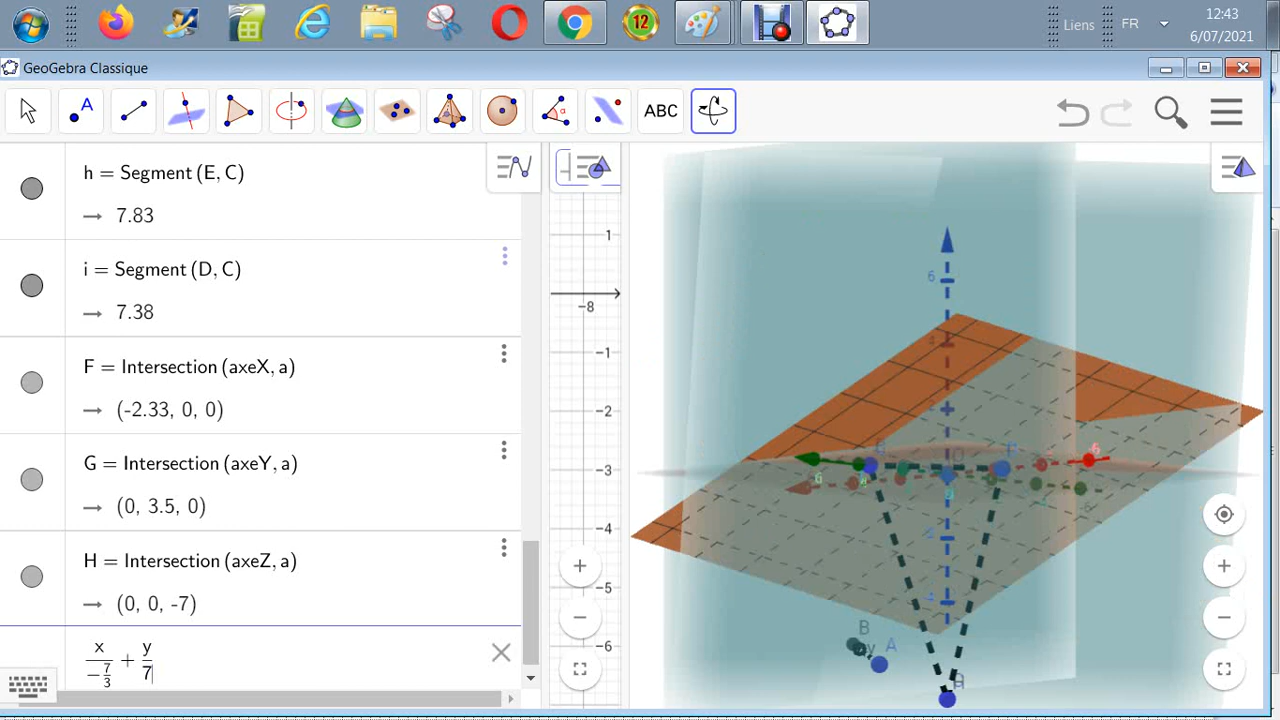 12
Liens
FR
12:43
6/07/2021
GeoGebra Classique
A
α
ABC
h = Segment (E, C)
→ 7.83
i = Segment (D, C)
→ 7.38
F = Intersection (axeX, a)
→ (-2.33, 0, 0)
G = Intersection (axeY, a)
→ (0, 3.5, 0)
H = Intersection (axeZ, a)
→ (0, 0, -7)
x/(-7/3) + y/7
1
-8
-1
-2
-3
-4
-5
-6
6
G
B
A